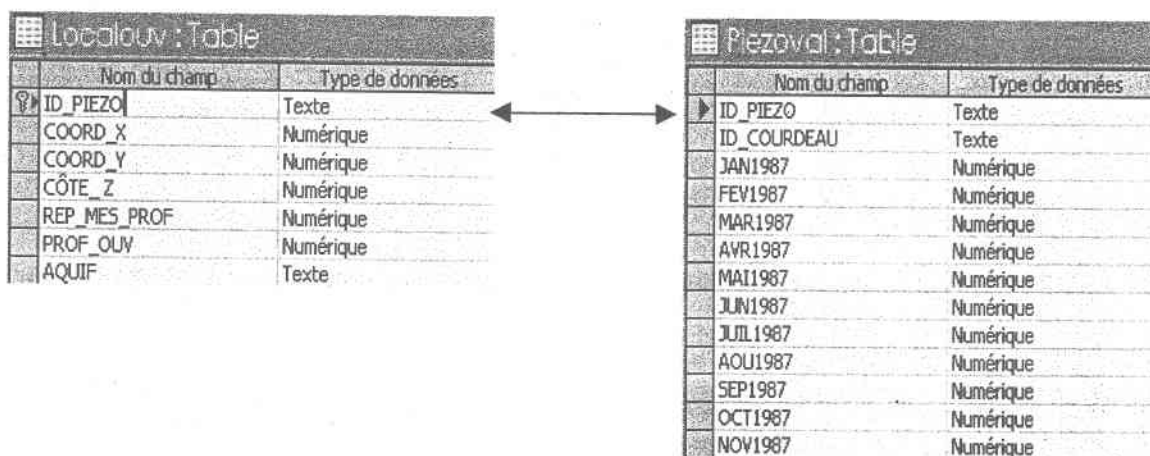 Localouv : Table
Nom du champ Type de données
ID_PIEZO Texte
COORD_X Numérique
COORD_Y Numérique
CÔTE_Z Numérique
REP_MES_PROF Numérique
PROF_OUV Numérique
AQUIF Texte
Piezoval : Table
Nom du champ Type de données
ID_PIEZO Texte
ID_COURDEAU Texte
JAN1987 Numérique
FEV1987 Numérique
MAR1987 Numérique
AVR1987 Numérique
MAI1987 Numérique
JUN1987 Numérique
JUIL1987 Numérique
AOU1987 Numérique
SEP1987 Numérique
OCT1987 Numérique
NOV1987 Numérique